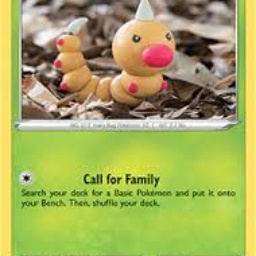 Call for Family
Search your deck for a Basic Pokémon and put it onto
your Bench. Then, shuffle your deck.